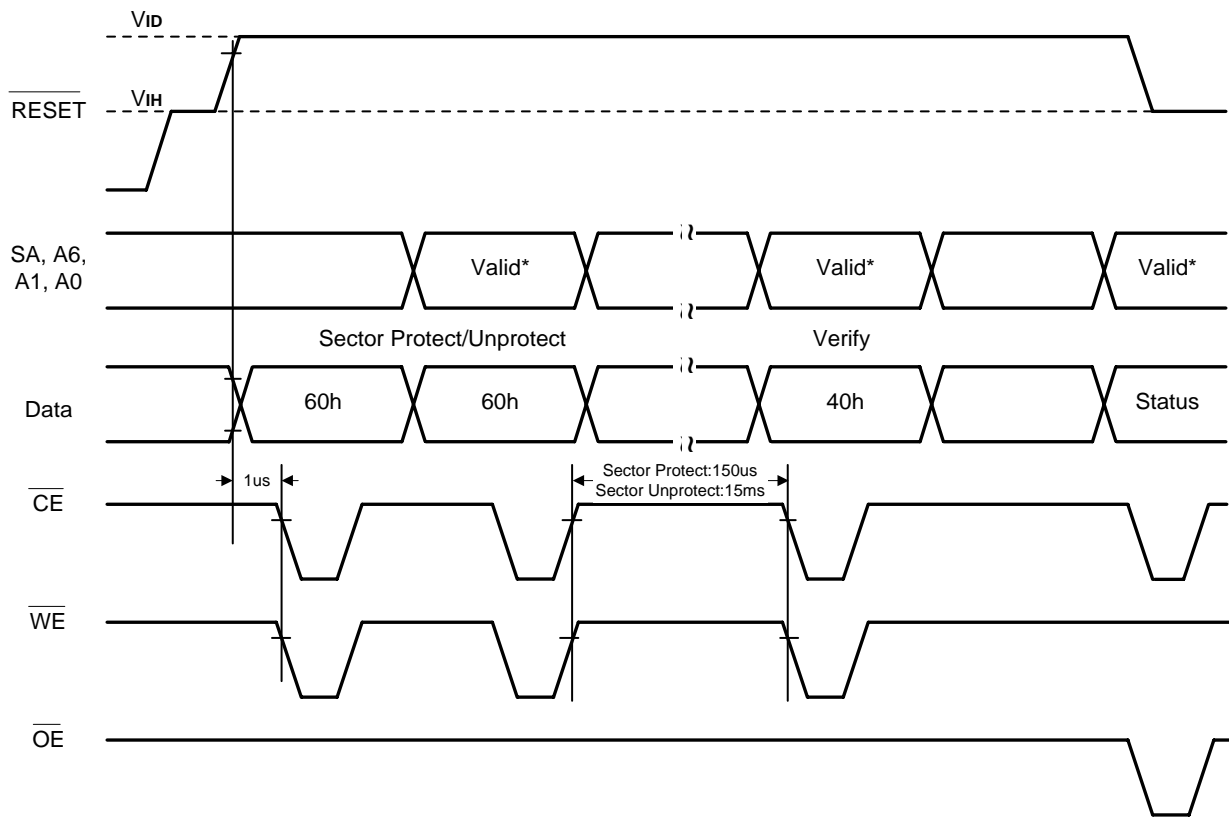 VID
VIH
RESET
SA, A6,
A1, A0
Valid*
Valid*
Valid*
Sector Protect/Unprotect
Verify
Data
60h
60h
40h
Status
1us
Sector Protect:150us
Sector Unprotect:15ms
CE
WE
OE